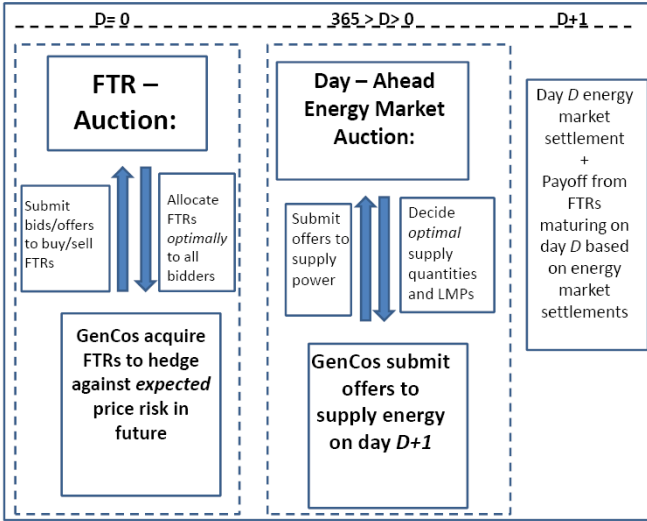 D= 0
365 > D> 0
D+1
FTR –
Auction:
Submit
bids/offers
to buy/sell
FTRs
Allocate
FTRs
optimally
to all
bidders
GenCos acquire
FTRs to hedge
against expected
price risk in
future
Day – Ahead
Energy Market
Auction:
Submit
offers to
supply
power
Decide
optimal
supply
quantities
and LMPs
GenCos submit
offers to
supply energy
on day D+1
Day D energy
market
settlement
+
Payoff from
FTRs
maturing on
day D based
on energy
market
settlements